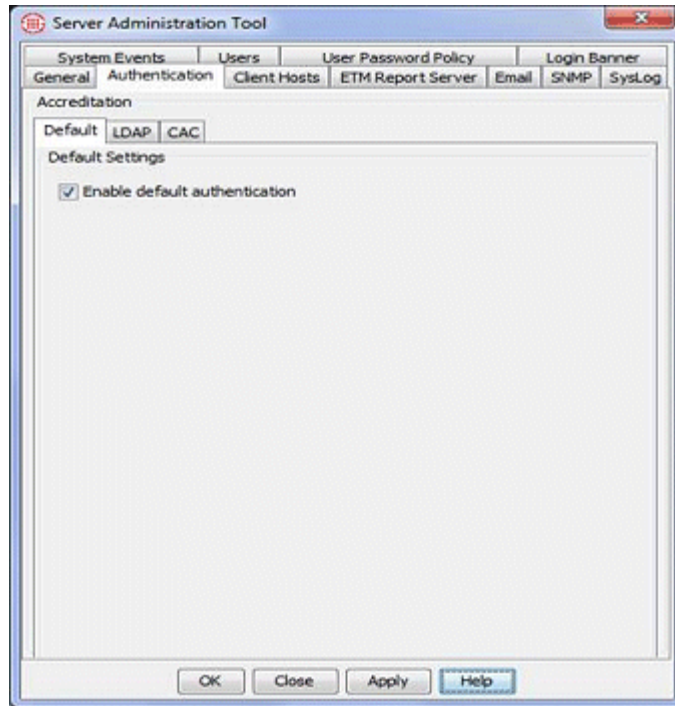 Server Administration Tool
System Events Users User Password Policy Login Banner
General Authentication Client Hosts ETM Report Server Email SNMP SysLog
Accreditation
Default LDAP CAC
Default Settings
Enable default authentication
OK Close Apply Help